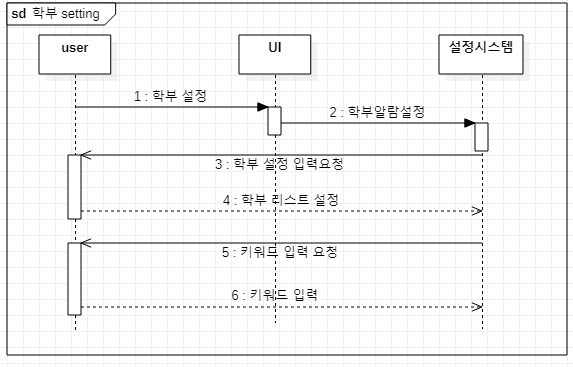 sd 학부 setting
user
UI
설정시스템
1 : 학부 설정
2 : 학부알람설정
3 : 학부 설정 입력요청
4 : 학부 리스트 설정
5 : 키워드 입력 요청
6 : 키워드 입력